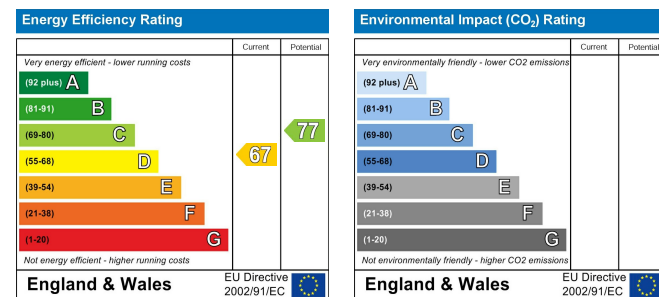 Energy Efficiency Rating
Current Potential
Very energy efficient - lower running costs
(92 plus) A
(81-91) B
(69-80) C
(55-68) D
(39-54) E
(21-38) F
(1-20) G
67
77
Not energy efficient - higher running costs
England & Wales
EU Directive
2002/91/EC
Environmental Impact (CO₂) Rating
Current Potential
Very environmentally friendly - lower CO2 emissions
(92 plus) A
(81-91) B
(69-80) C
(55-68) D
(39-54) E
(21-38) F
(1-20) G
Not environmentally friendly - higher CO2 emissions
England & Wales
EU Directive
2002/91/EC